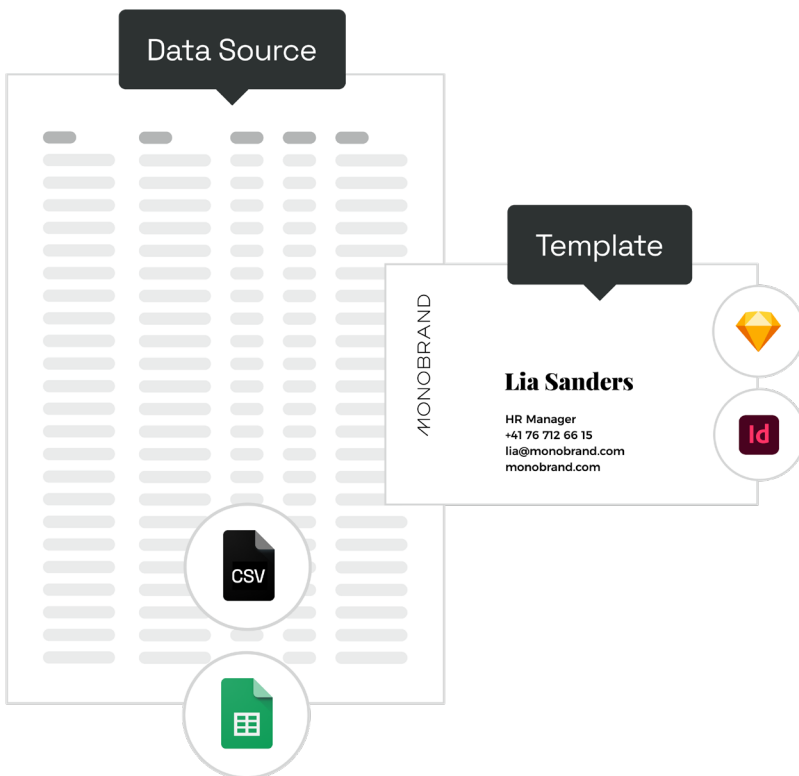 Data Source
Template
MONOBRAND
Lia Sanders
HR Manager
+41 76 712 66 15
lia@monobrand.com
monobrand.com
Id
CSV